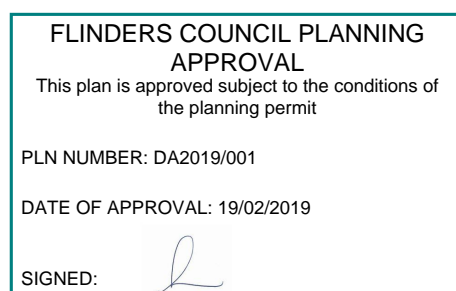 FLINDERS COUNCIL PLANNING
APPROVAL
This plan is approved subject to the conditions of
the planning permit
PLN NUMBER: DA2019/001
DATE OF APPROVAL: 19/02/2019
SIGNED: